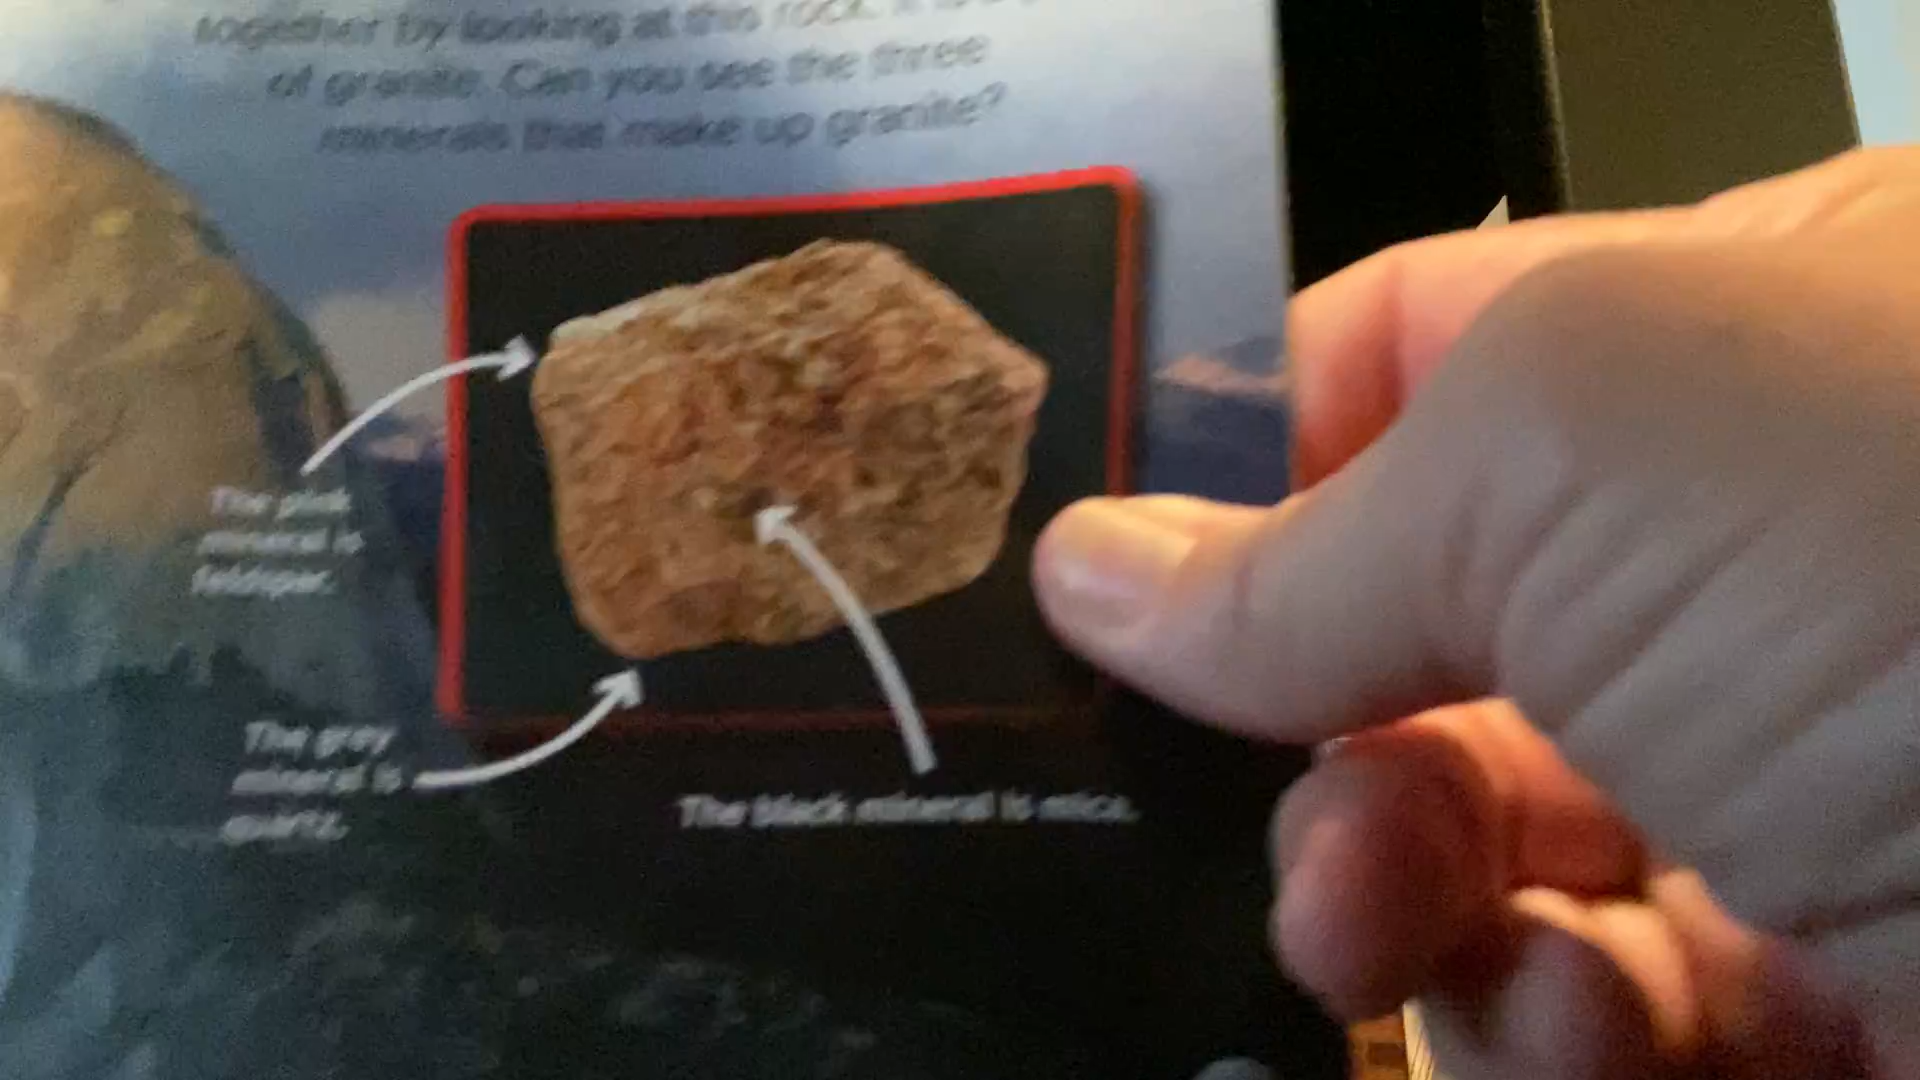 together by looking at this rock. It is a
of granite. Can you see the three
minerals that make up granite?
The pink
mineral is
feldspar.
The grey
mineral is
quartz.
The black mineral is mica.